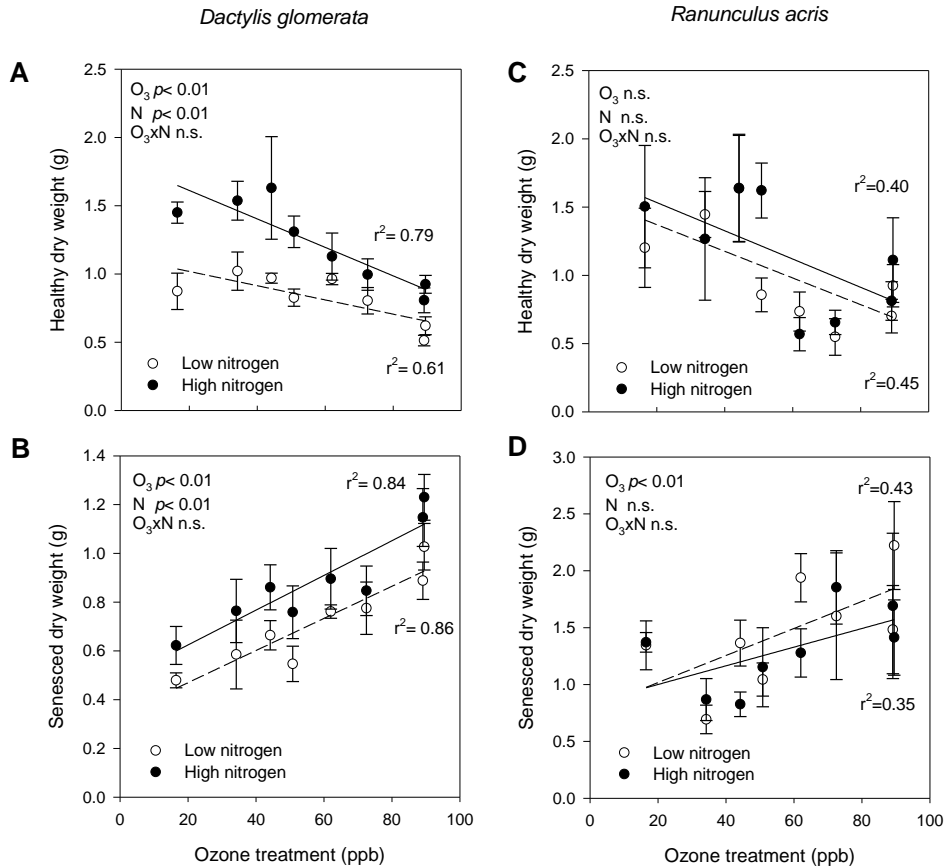 Dactylis glomerata
Ranunculus acris
A
2.5
2.0
1.5
1.0
0.5
0.0
Healthy dry weight (g)
O₃ p< 0.01
N p< 0.01
O₃xN n.s.
r²= 0.79
r²= 0.61
Low nitrogen
High nitrogen
C
2.5
2.0
1.5
1.0
0.5
0.0
Healthy dry weight (g)
O₃ n.s.
N n.s.
O₃xN n.s.
r²=0.40
r²=0.45
Low nitrogen
High nitrogen
B
1.4
1.2
1.0
0.8
0.6
0.4
0.2
0.0
Senesced dry weight (g)
O₃ p< 0.01
N p< 0.01
O₃xN n.s.
r²= 0.84
r²= 0.86
Low nitrogen
High nitrogen
0 20 40 60 80 100
Ozone treatment (ppb)
D
3.0
2.5
2.0
1.5
1.0
0.5
0.0
Senesced dry weight (g)
O₃ p< 0.01
N n.s.
O₃xN n.s.
r²=0.43
r²=0.35
Low nitrogen
High nitrogen
0 20 40 60 80 100
Ozone treatment (ppb)